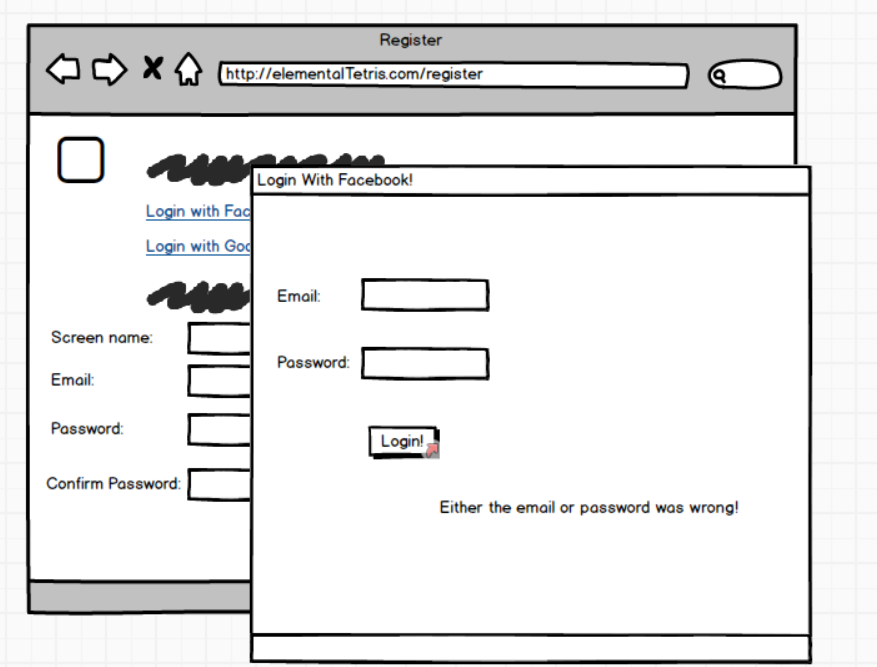 Register
http://elementalTetris.com/register
Login With Facebook!
Login with Fac
Login with Goo
Screen name:
Email:
Password:
Confirm Password:
Email:
Password:
Login!
Either the email or password was wrong!